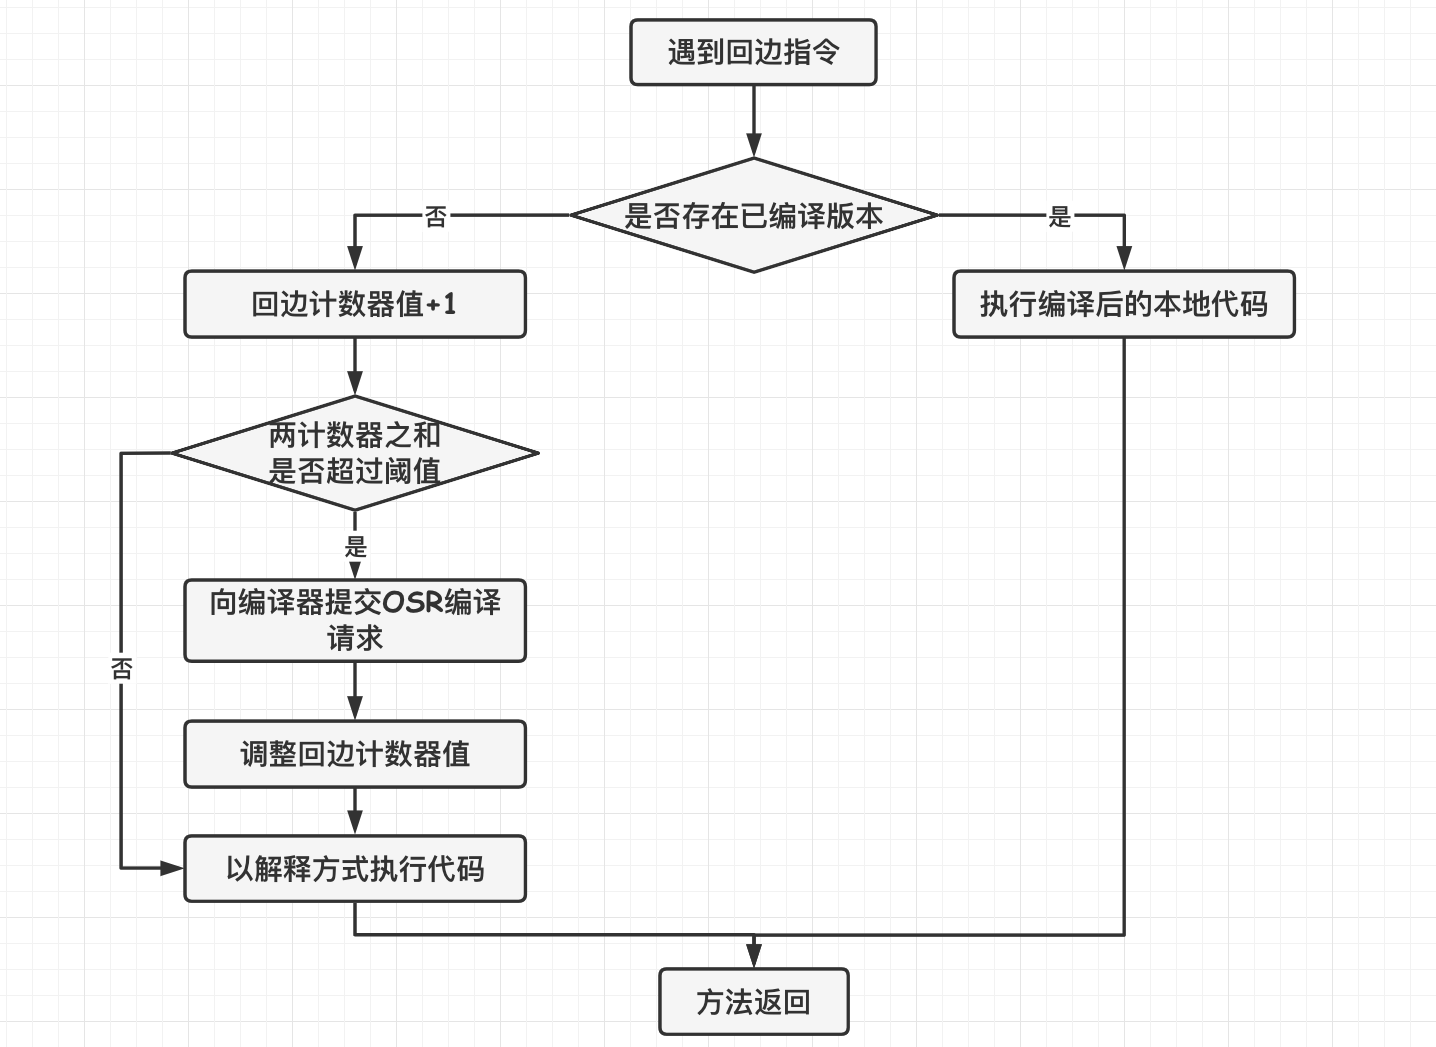 遇到回边指令
是否存在已编译版本
否
是
回边计数器值+1
执行编译后的本地代码
两计数器之和
是否超过阈值
是
向编译器提交OSR编译
请求
否
调整回边计数器值
以解释方式执行代码
方法返回